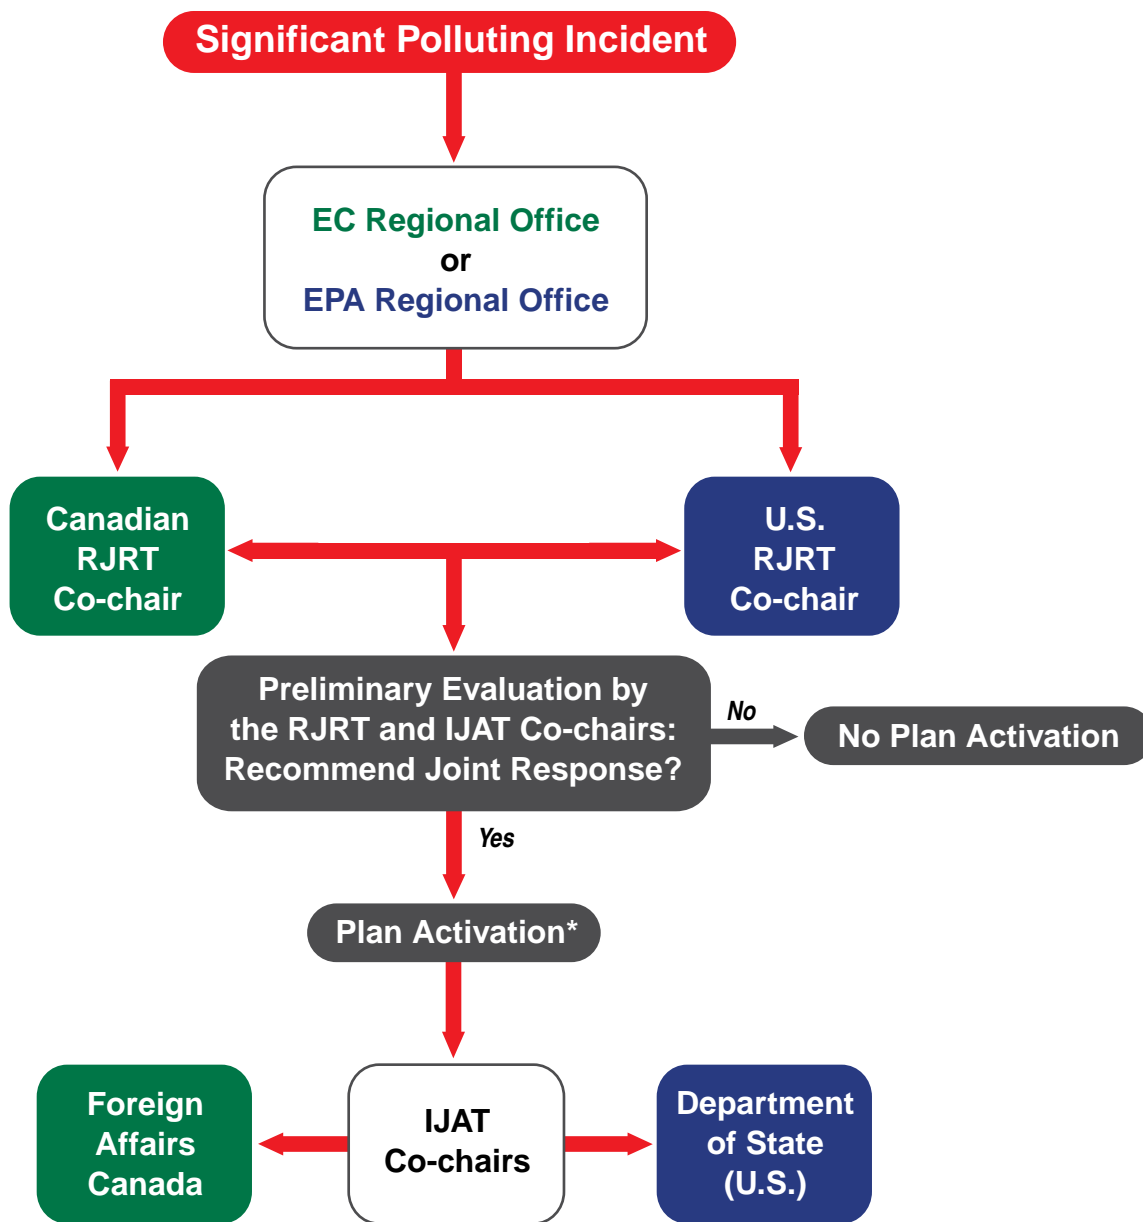 Significant Polluting Incident
EC Regional Office
or
EPA Regional Office
Canadian
RJRT
Co-chair
U.S.
RJRT
Co-chair
Preliminary Evaluation by
the RJRT and IJAT Co-chairs:
Recommend Joint Response?
No
No Plan Activation
Yes
Plan Activation*
Foreign
Affairs
Canada
IJAT
Co-chairs
Department
of State
(U.S.)